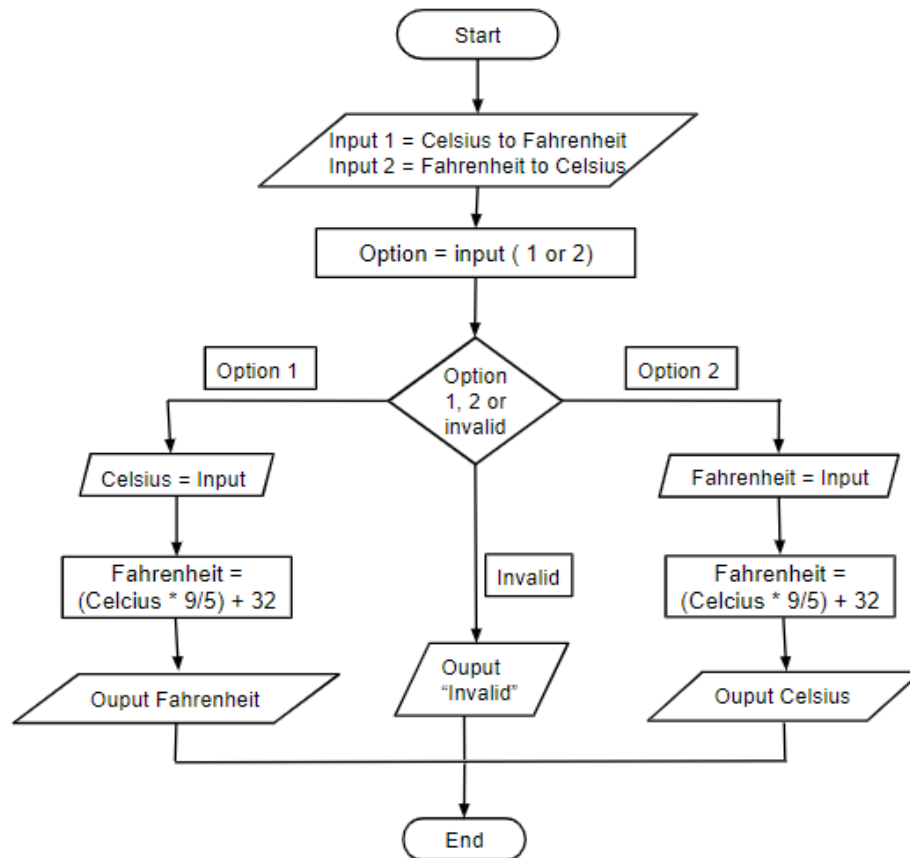 Start
Input 1 = Celsius to Fahrenheit
Input 2 = Fahrenheit to Celsius
Option = input ( 1 or 2)
Option 1
Option
1, 2 or
invalid
Option 2
Celsius = Input
Fahrenheit = Input
Fahrenheit =
(Celcius * 9/5) + 32
Invalid
Fahrenheit =
(Celcius * 9/5) + 32
Ouput Fahrenheit
Ouput
“Invalid”
Ouput Celsius
End